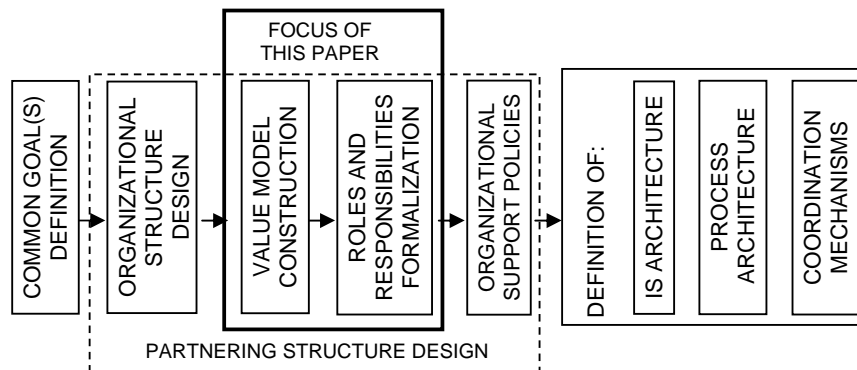 FOCUS OF
THIS PAPER
COMMON GOAL(S)
DEFINITION
ORGANIZATIONAL
STRUCTURE
DESIGN
VALUE MODEL
CONSTRUCTION
ROLES AND
RESPONSIBILITIES
FORMALIZATION
ORGANIZATIONAL
SUPPORT POLICIES
DEFINITION OF:
IS ARCHITECTURE
PROCESS
ARCHITECTURE
COORDINATION
MECHANISMS
PARTNERING STRUCTURE DESIGN